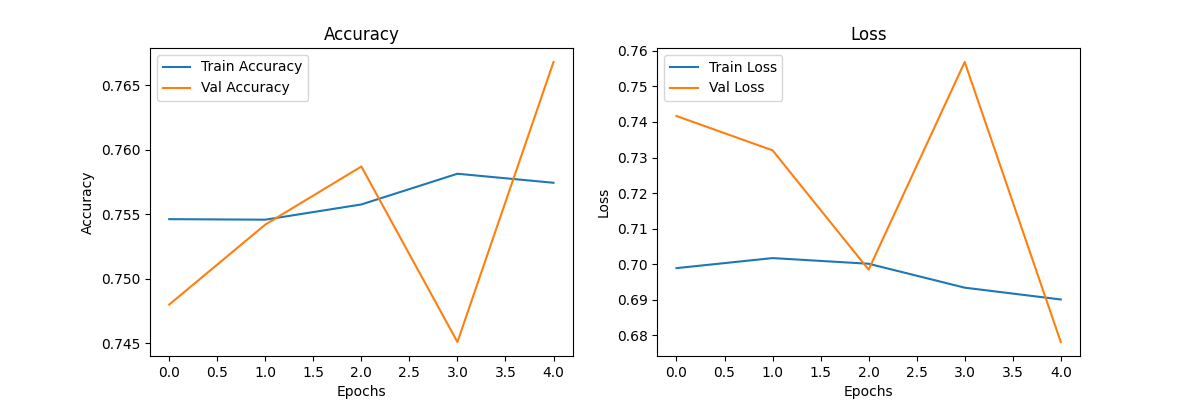 Accuracy
Train Accuracy
Val Accuracy
0.765
0.760
0.755
0.750
0.745
Accuracy
0.0 0.5 1.0 1.5 2.0 2.5 3.0 3.5 4.0
Epochs
Loss
Train Loss
Val Loss
0.76
0.75
0.74
0.73
0.72
0.71
0.70
0.69
0.68
Loss
0.0 0.5 1.0 1.5 2.0 2.5 3.0 3.5 4.0
Epochs